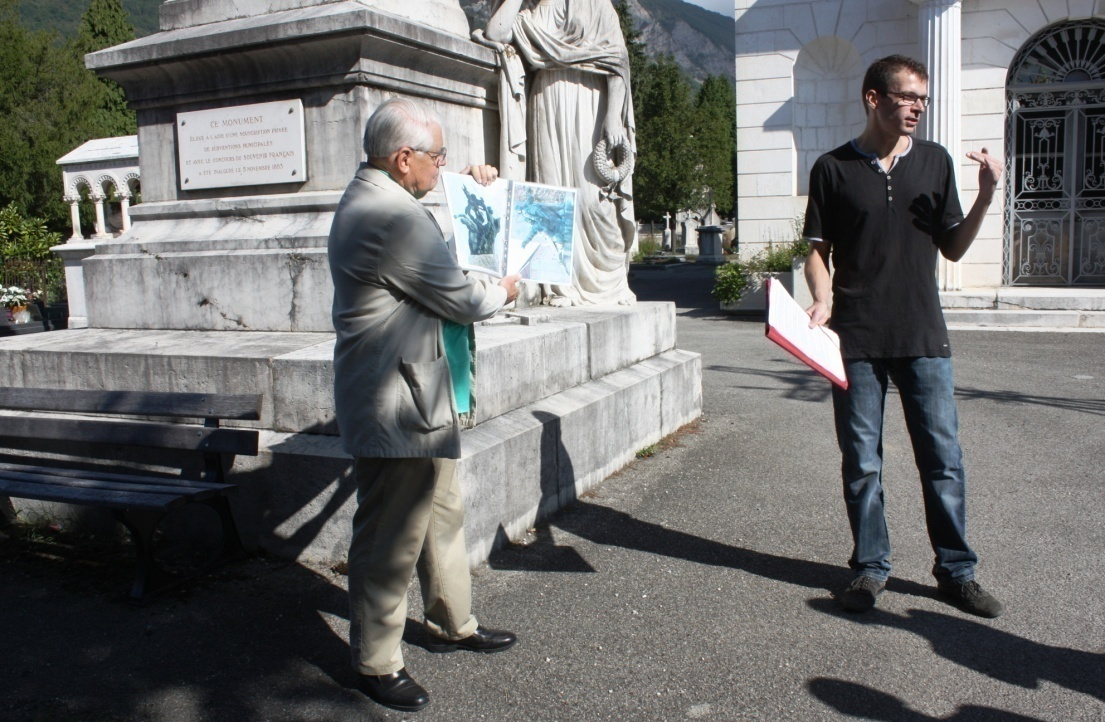 CE MONUMENT
ÉLEVÉ A L'AIDE D'UNE SOUSCRIPTION PRIVÉE
DE SUBVENTIONS MUNICIPALES
ET AVEC LE CONCOURS DU SOUVENIR FRANÇAIS
A ÉTÉ INAUGURÉ LE NOVEMBRE